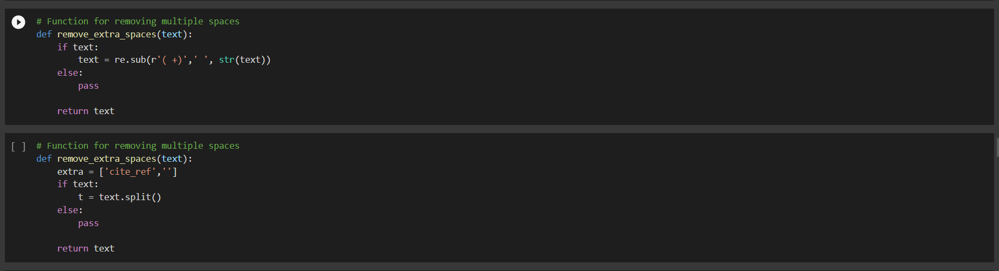 # Function for removing multiple spaces
def remove_extra_spaces(text):
    if text:
        text = re.sub(r'( +)',' ', str(text))
    else:
        pass

    return text
[ ] # Function for removing multiple spaces
def remove_extra_spaces(text):
    extra = ['cite_ref','']
    if text:
        t = text.split()
    else:
        pass

    return text